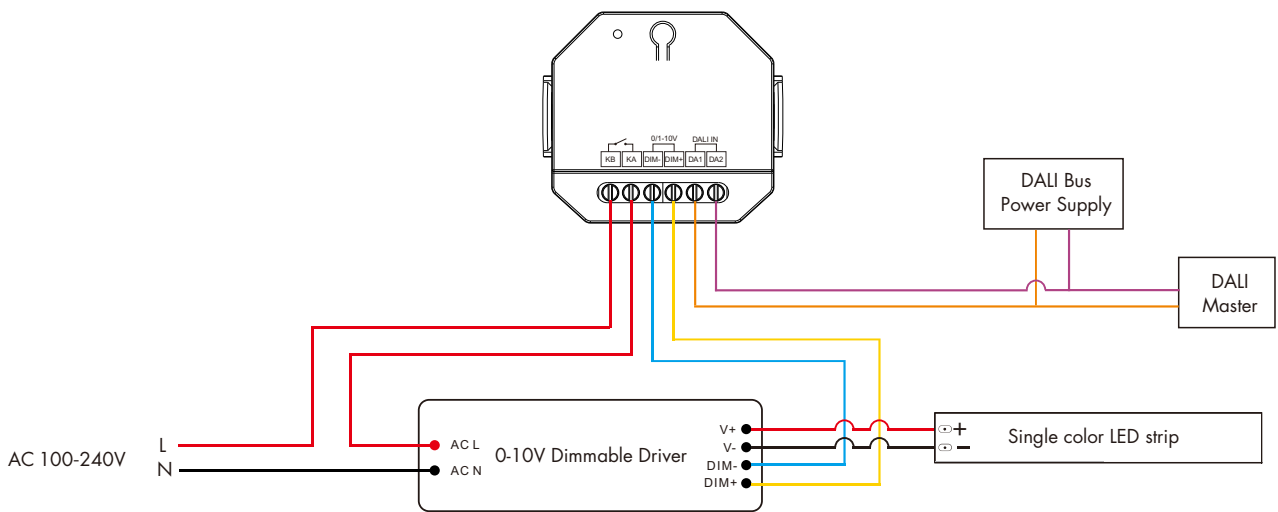 0/1-10V DALI IN
KB KA DIM- DIM+ DA1 DA2
DALI Bus
Power Supply
DALI
Master
AC 100-240V
L
N
AC L
AC N
0-10V Dimmable Driver
V+
V-
DIM-
DIM+
+
-
Single color LED strip